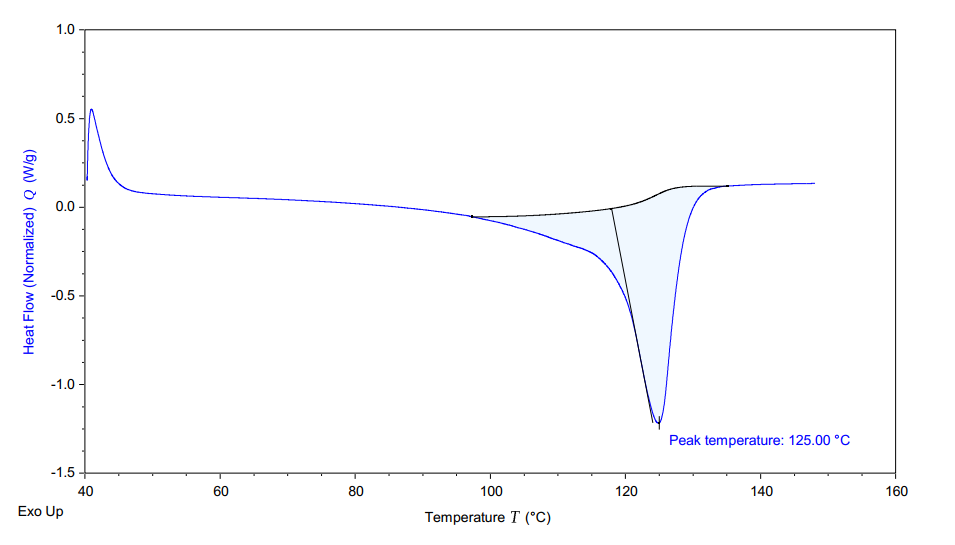 1.0
0.5
0.0
-0.5
-1.0
-1.5
Heat Flow (Normalized) Q (W/g)
Peak temperature: 125.00 °C
40 60 80 100 120 140 160
Exo Up
Temperature T (°C)